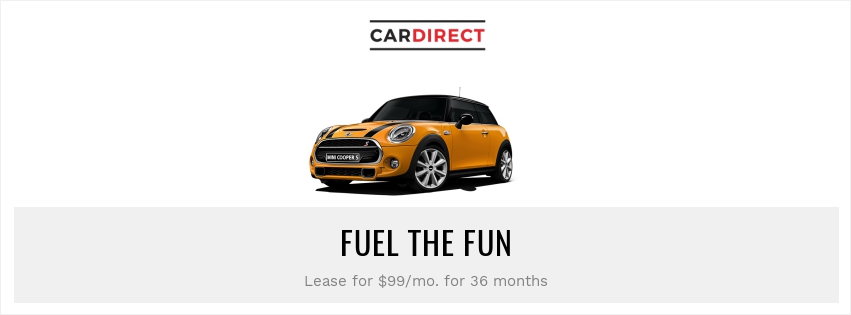 CARDIRECT
MINI COOPER S
FUEL THE FUN
Lease for $99/mo. for 36 months